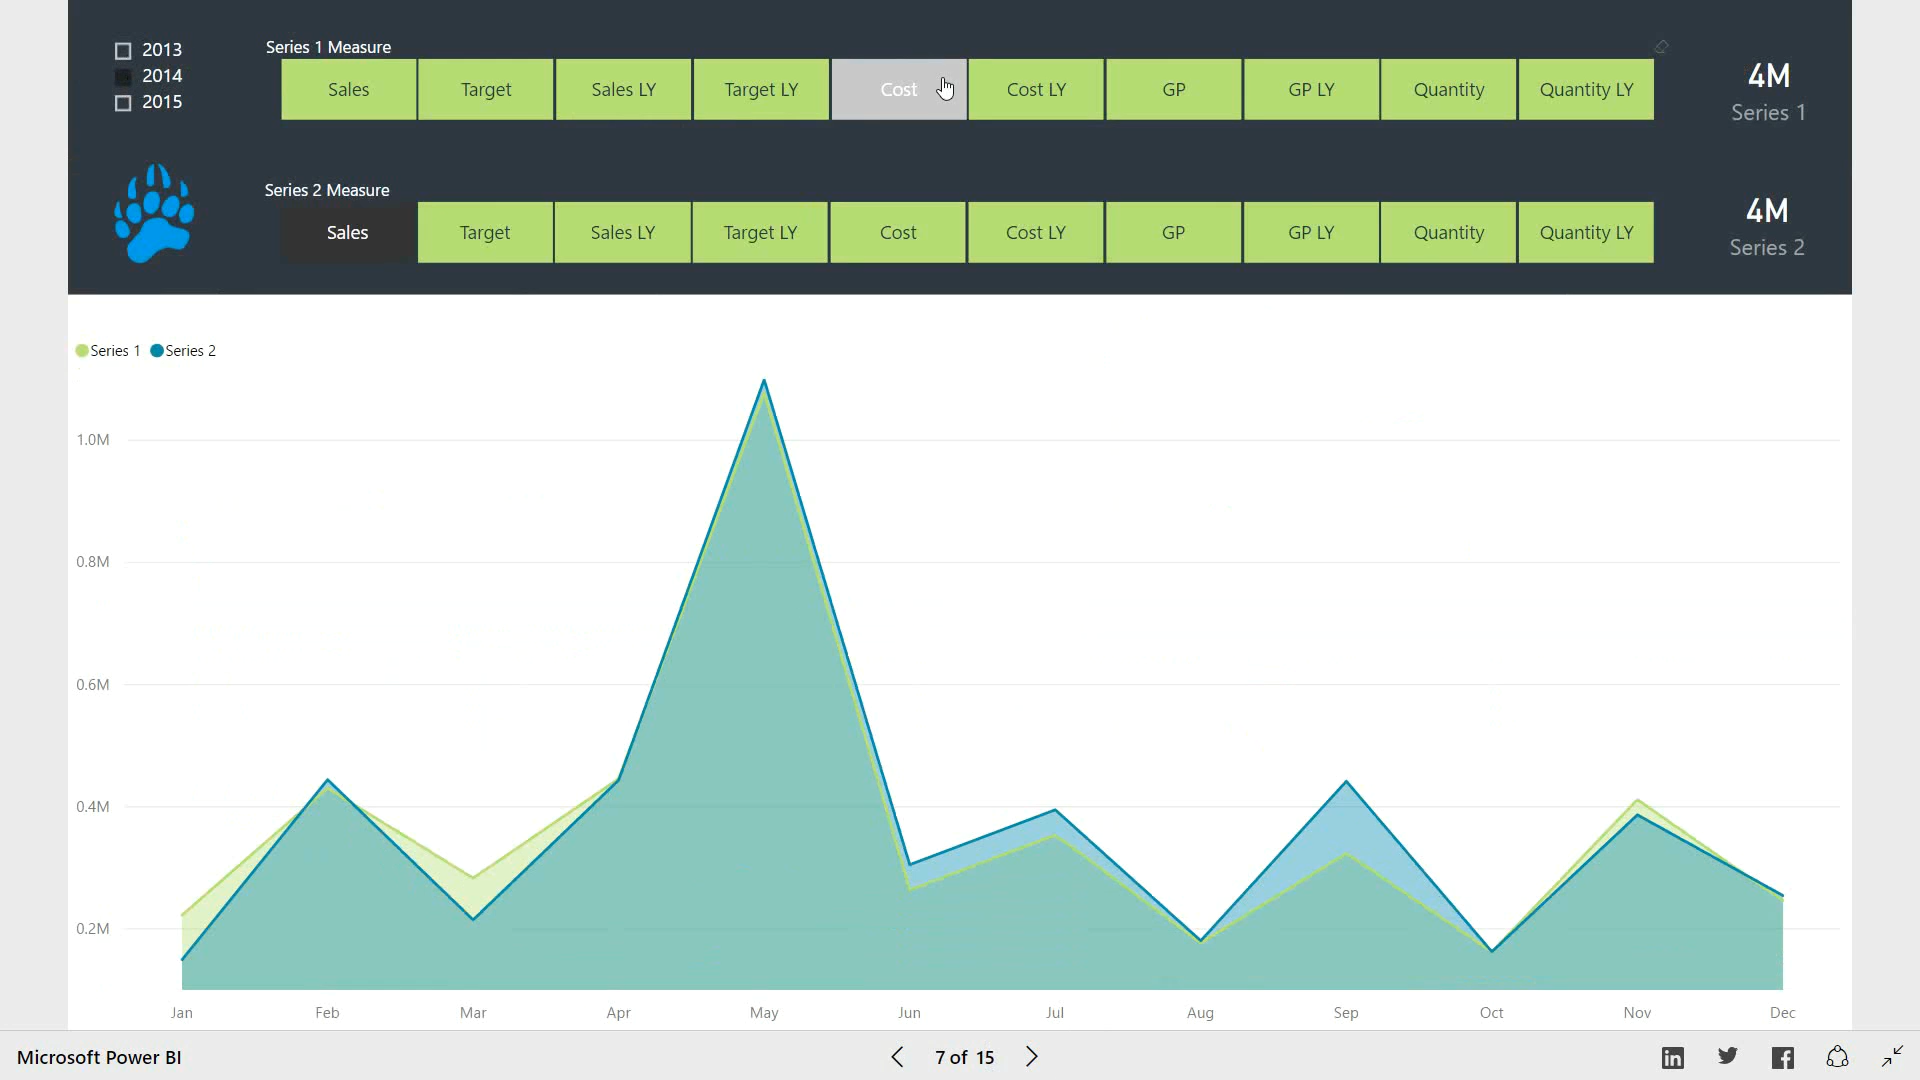 2013
2014
2015
Series 1 Measure
Sales Target Sales LY Target LY Cost Cost LY GP GP LY Quantity Quantity LY
4M
Series 1
Series 2 Measure
Sales Target Sales LY Target LY Cost Cost LY GP GP LY Quantity Quantity LY
4M
Series 2
Series 1 Series 2
1.0M
0.8M
0.6M
0.4M
0.2M
Jan Feb Mar Apr May Jun Jul Aug Sep Oct Nov Dec
Microsoft Power BI 7 of 15